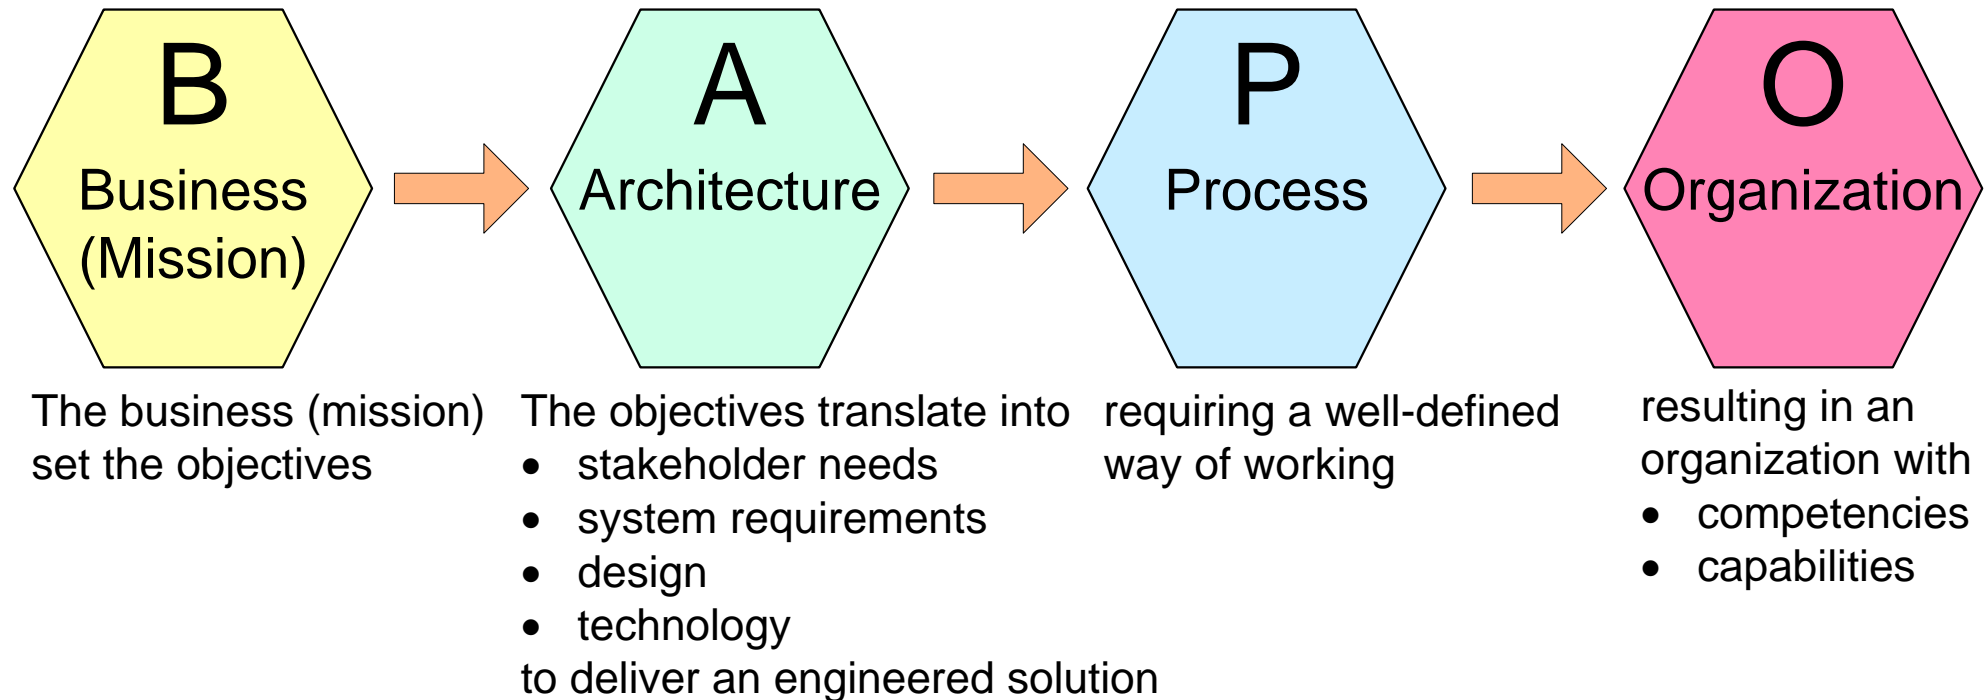 B
Business
(Mission)
The business (mission)
set the objectives
A
Architecture
The objectives translate into
• stakeholder needs
• system requirements
• design
• technology
to deliver an engineered solution
P
Process
requiring a well-defined
way of working
O
Organization
resulting in an
organization with
• competencies
• capabilities